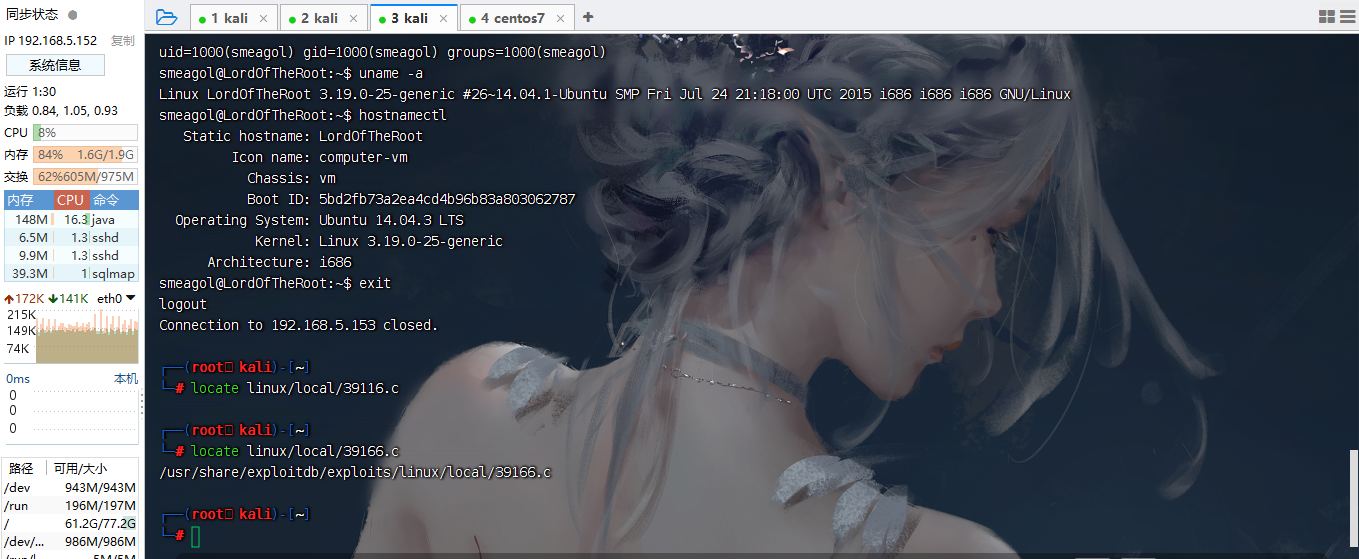 同步状态
IP 192.168.5.152 复制
系统信息
运行 1:30
负载 0.84, 1.05, 0.93
CPU 8%
内存 84% 1.6G/1.9G
交换 62% 605M/975M
内存 CPU 命令
148M 16.3 java
6.5M 1.3 sshd
9.9M 1.3 sshd
39.3M 1 sqlmap
172K 141K eth0
215K
149K
74K
0ms 本机
0
0
0
路径 可用/大小
/dev 943M/943M
/run 196M/197M
/ 61.2G/77.2G
/dev/... 986M/986M
1 kali
2 kali
3 kali
4 centos7
uid=1000(smeagol) gid=1000(smeagol) groups=1000(smeagol)
smeagol@LordOfTheRoot:~$ uname -a
Linux LordOfTheRoot 3.19.0-25-generic #26~14.04.1-Ubuntu SMP Fri Jul 24 21:18:00 UTC 2015 i686 i686 i686 GNU/Linux
smeagol@LordOfTheRoot:~$ hostnamectl
Static hostname: LordOfTheRoot
Icon name: computer-vm
Chassis: vm
Boot ID: 5bd2fb73a2ea4cd4b96b83a803062787
Operating System: Ubuntu 14.04.3 LTS
Kernel: Linux 3.19.0-25-generic
Architecture: i686
smeagol@LordOfTheRoot:~$ exit
logout
Connection to 192.168.5.153 closed.
┌──(root kali)-[~]
└─# locate linux/local/39116.c
┌──(root kali)-[~]
└─# locate linux/local/39166.c
/usr/share/exploitdb/exploits/linux/local/39166.c
┌──(root kali)-[~]
└─#